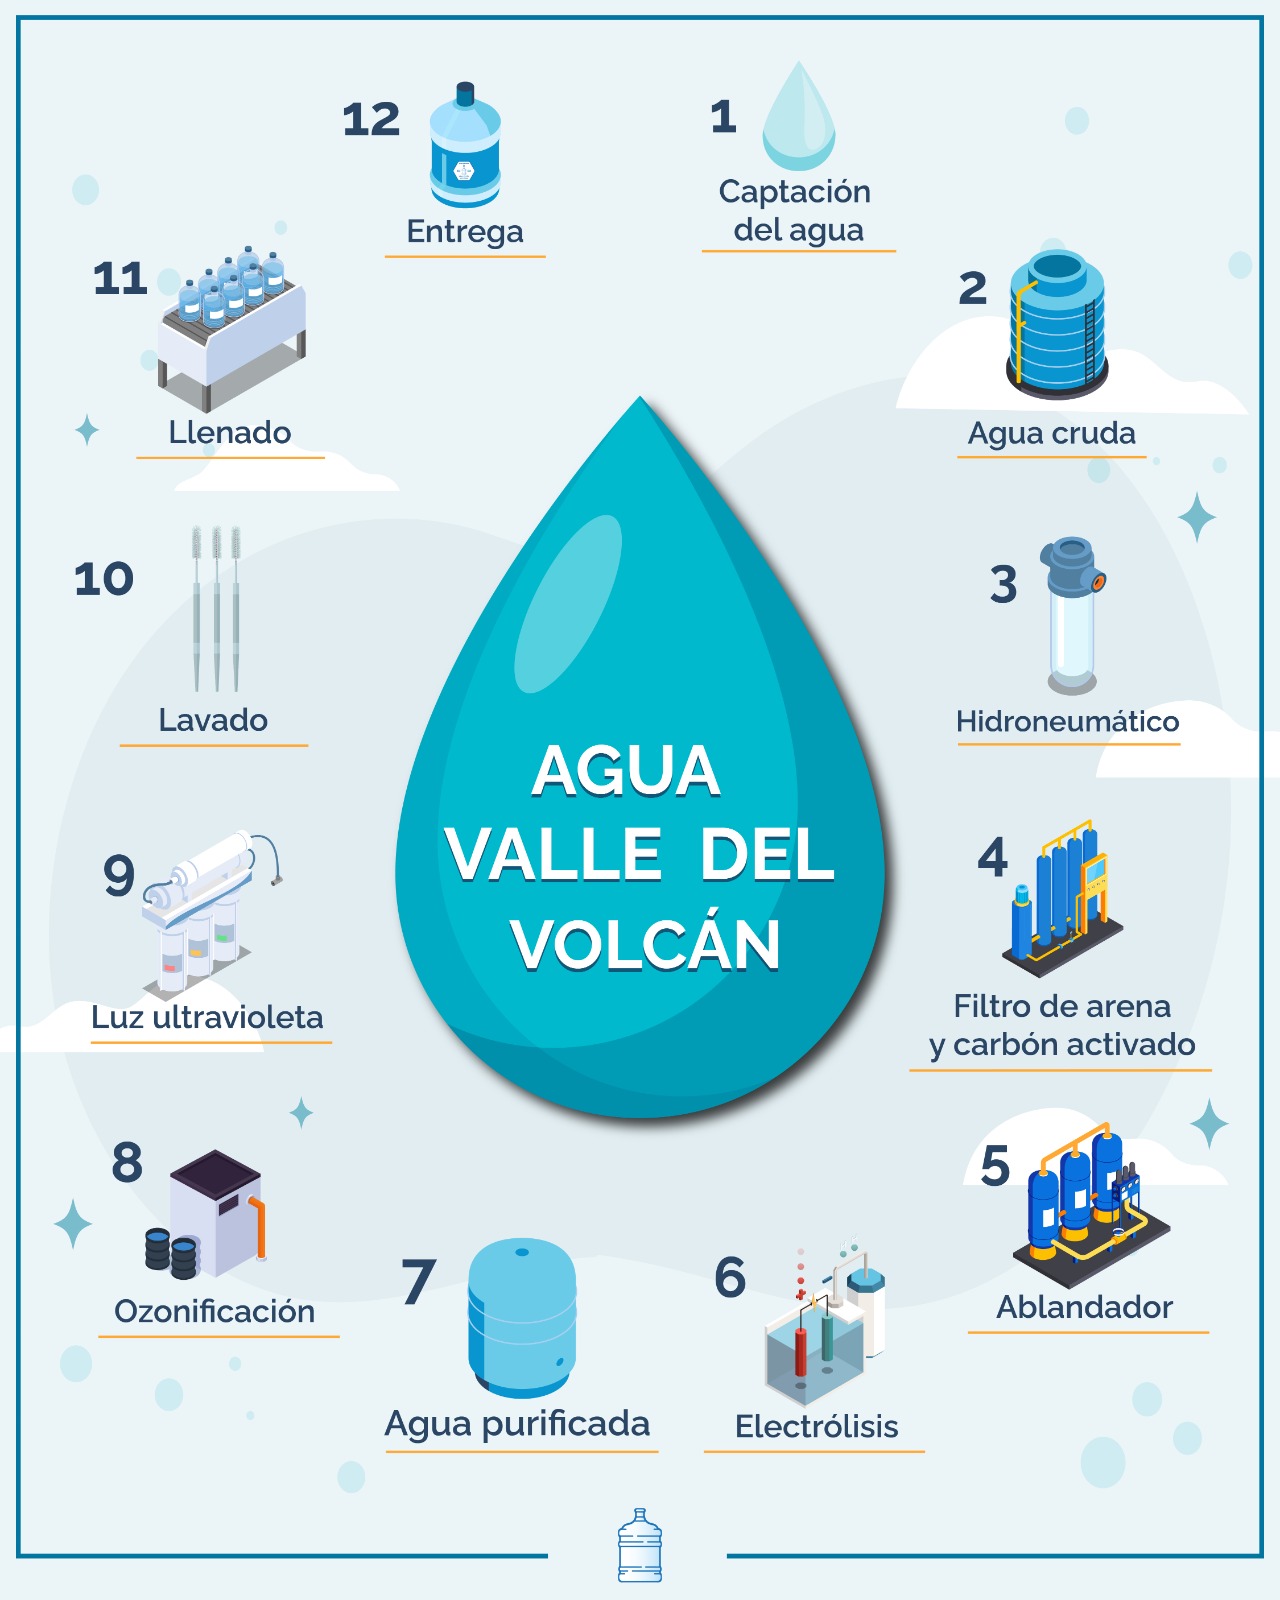 1
Captación
del agua
2
Agua cruda
3
Hidroneumático
4
Filtro de arena
y carbón activado
5
Ablandador
6
Electrólisis
7
Agua purificada
8
Ozonificación
9
Luz ultravioleta
10
Lavado
11
Llenado
12
Entrega
AGUA
VALLE DEL
VOLCÁN